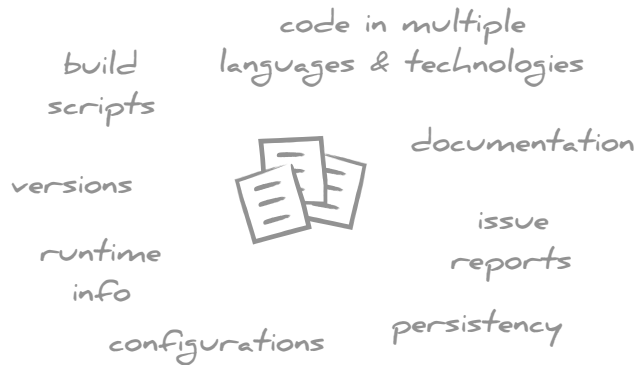 code in multiple
languages & technologies
build
scripts
documentation
versions
issue
reports
runtime
info
persistency
configurations